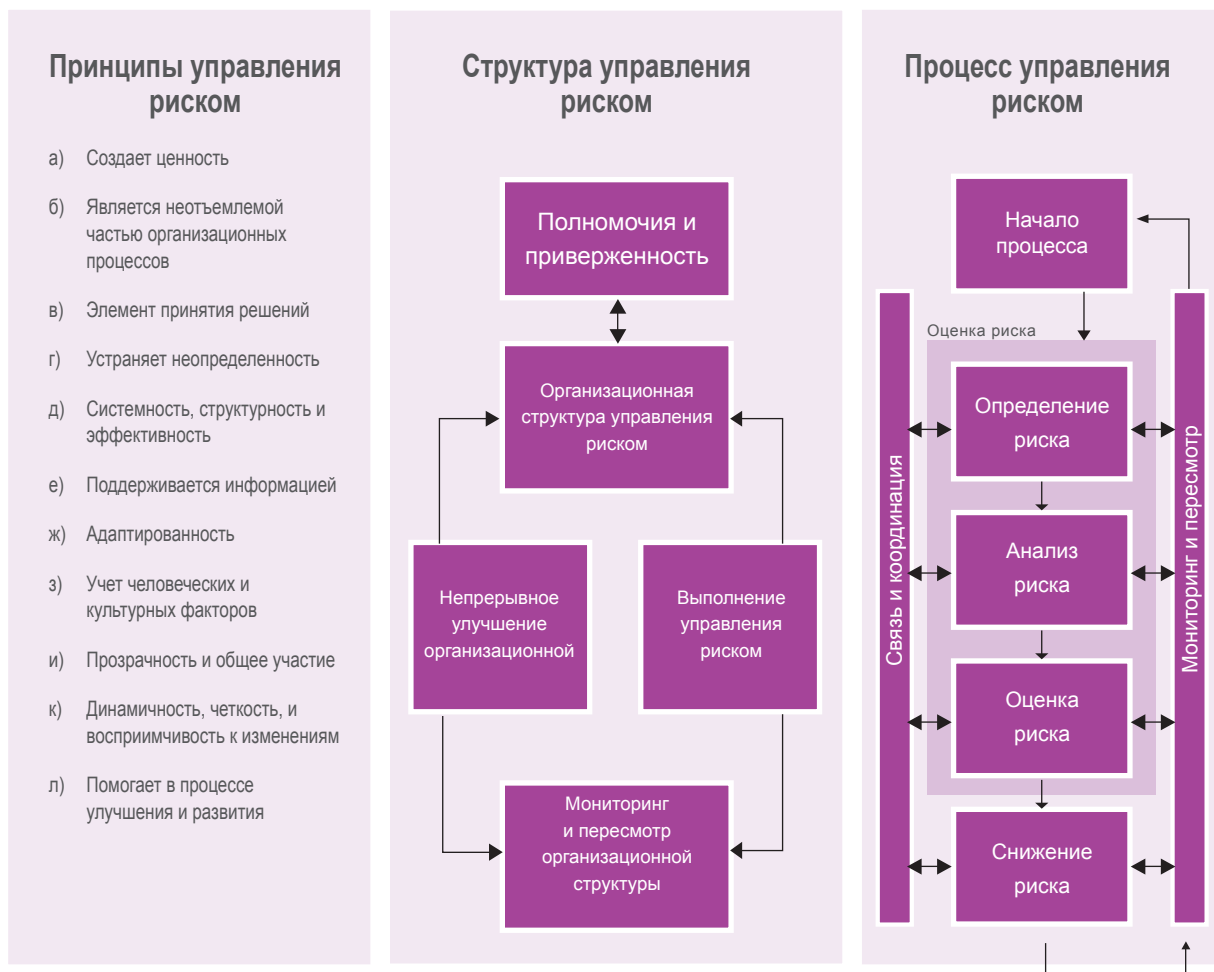 Принципы управления
риском
а) Создает ценность
б) Является неотъемлемой
частью организационных
процессов
в) Элемент принятия решений
г) Устраняет неопределенность
д) Системность, структурность и
эффективность
е) Поддерживается информацией
ж) Адаптированность
з) Учет человеческих и
культурных факторов
и) Прозрачность и общее участие
к) Динамичность, четкость, и
восприимчивость к изменениям
л) Помогает в процессе
улучшения и развития
Структура управления
риском
Полномочия и
приверженность
Организационная
структура управления
риском
Непрерывное
улучшение
организационной
Выполнение
управления
риском
Мониторинг
и пересмотр
организационной
структуры
Процесс управления
риском
Начало
процесса
Оценка риска
Определение
риска
Анализ
риска
Оценка
риска
Снижение
риска
Связь и координация
Мониторинг и пересмотр